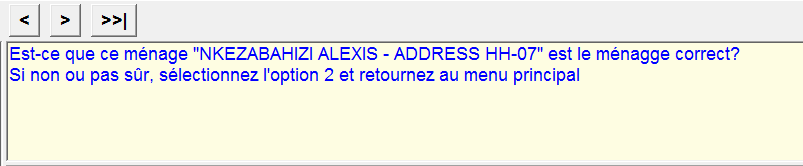 < > >>|
Est-ce que ce ménage "NKEZABAHIZI ALEXIS - ADDRESS HH-07" est le ménagge correct?
Si non ou pas sûr, sélectionnez l'option 2 et retournez au menu principal